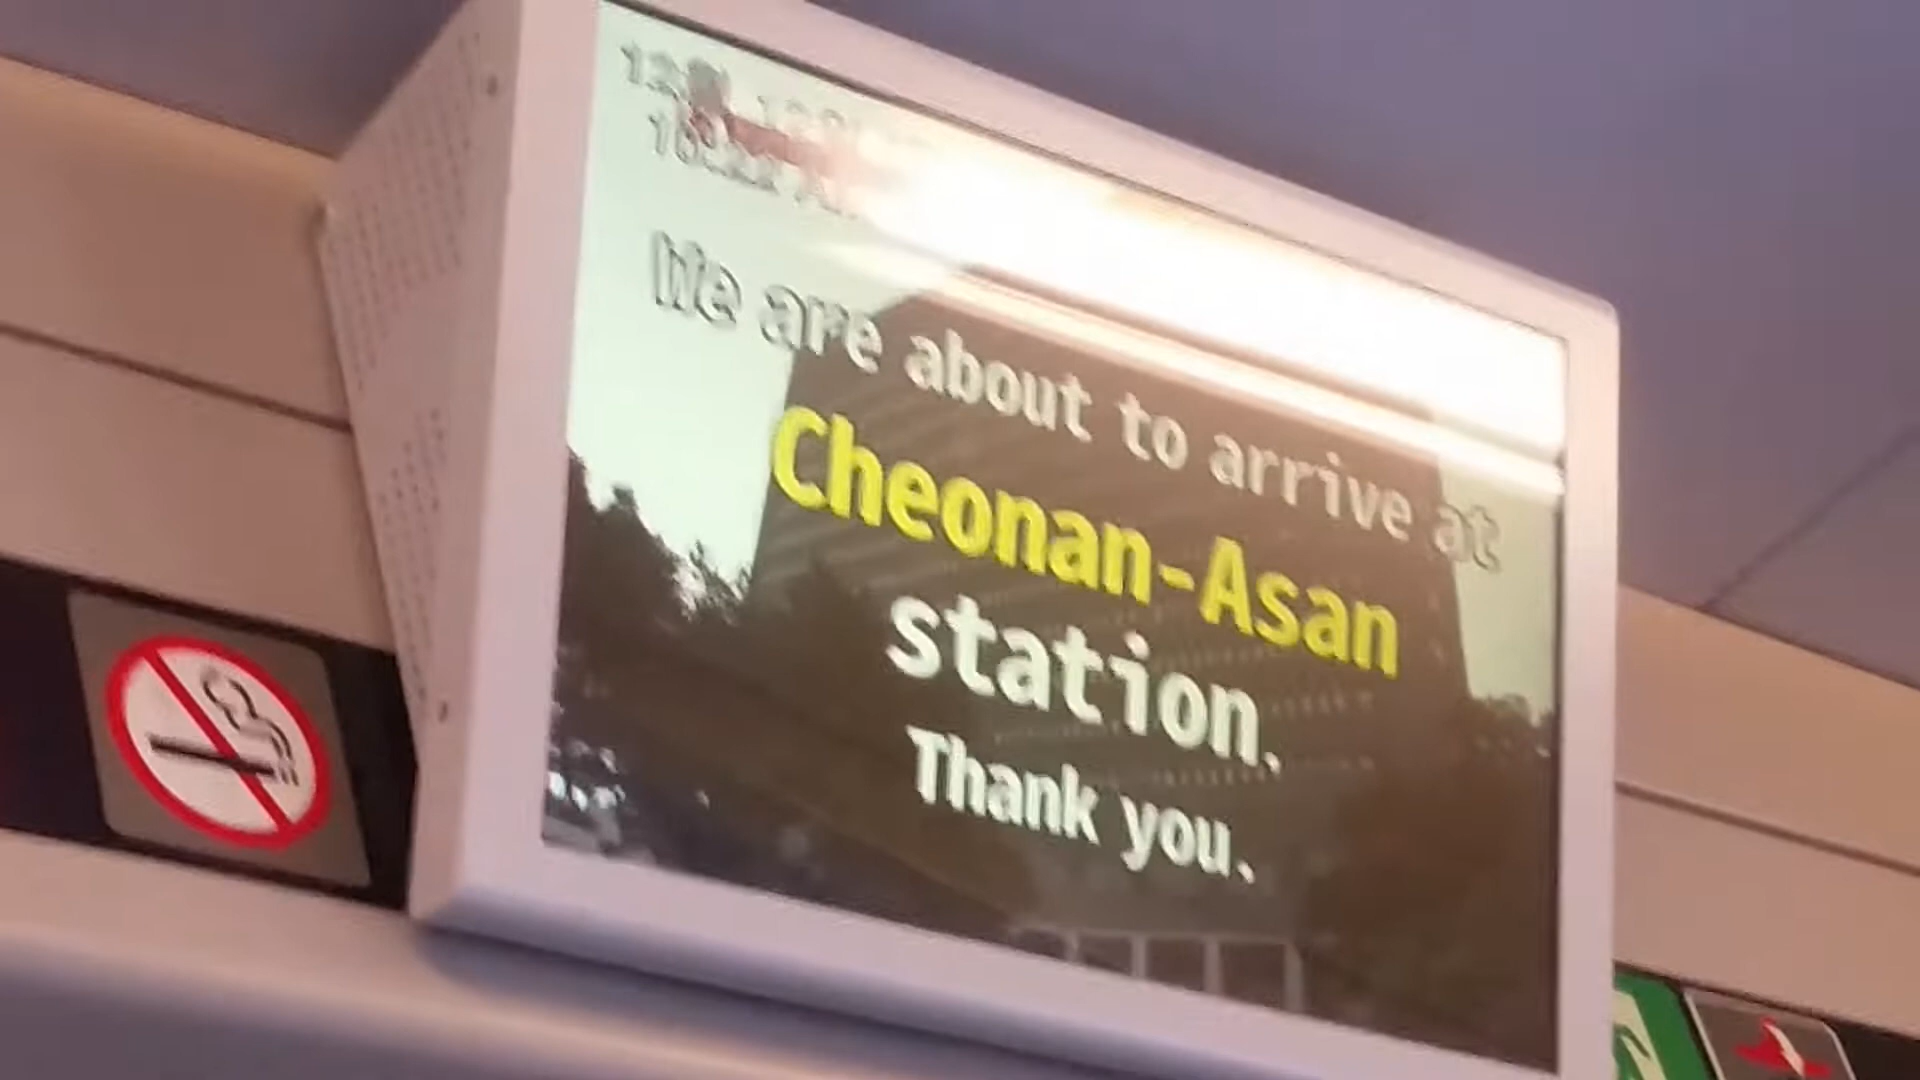 We are about to arrive at
Cheonan-Asan
station.
Thank you.